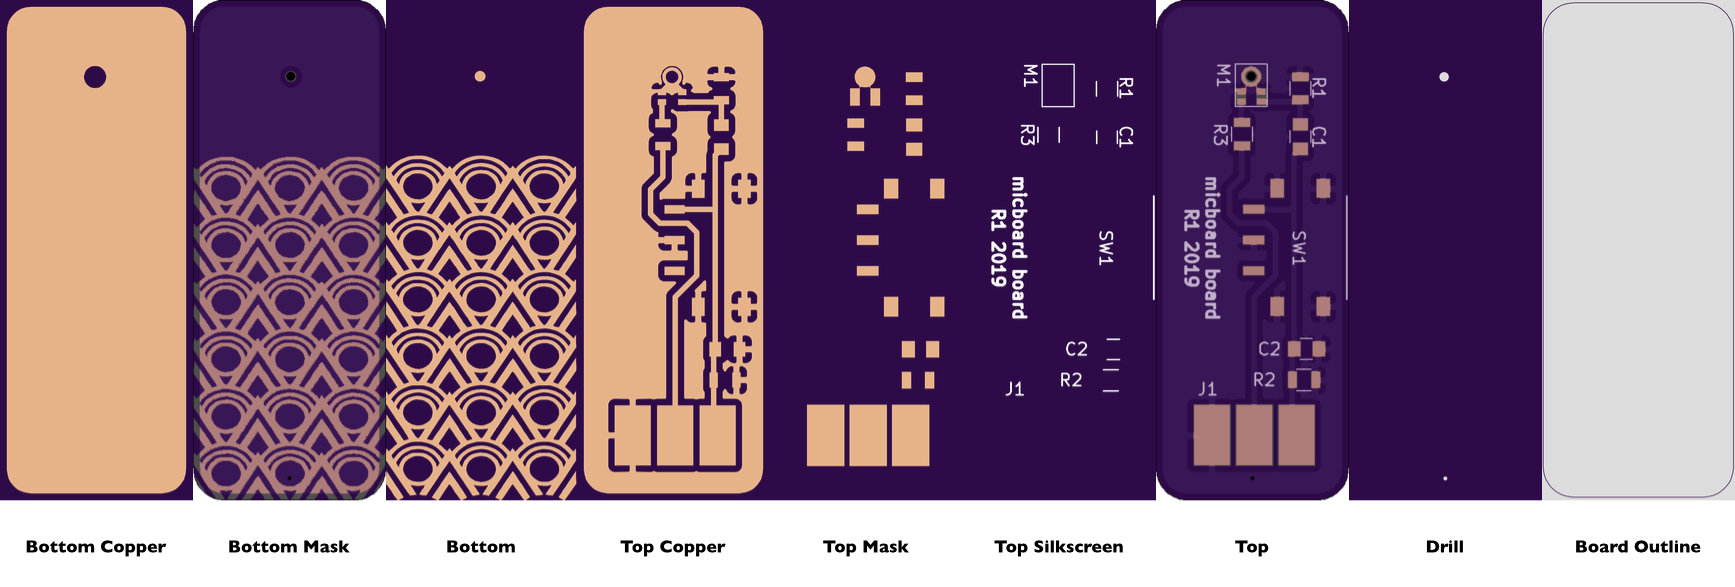 M1
R1
R3
C1
micboard board
R1 2019
SW1
C2
R2
J1
M1
R1
R3
C1
micboard board
R1 2019
SW1
C2
R2
J1
Bottom Copper
Bottom Mask
Bottom
Top Copper
Top Mask
Top Silkscreen
Top
Drill
Board Outline